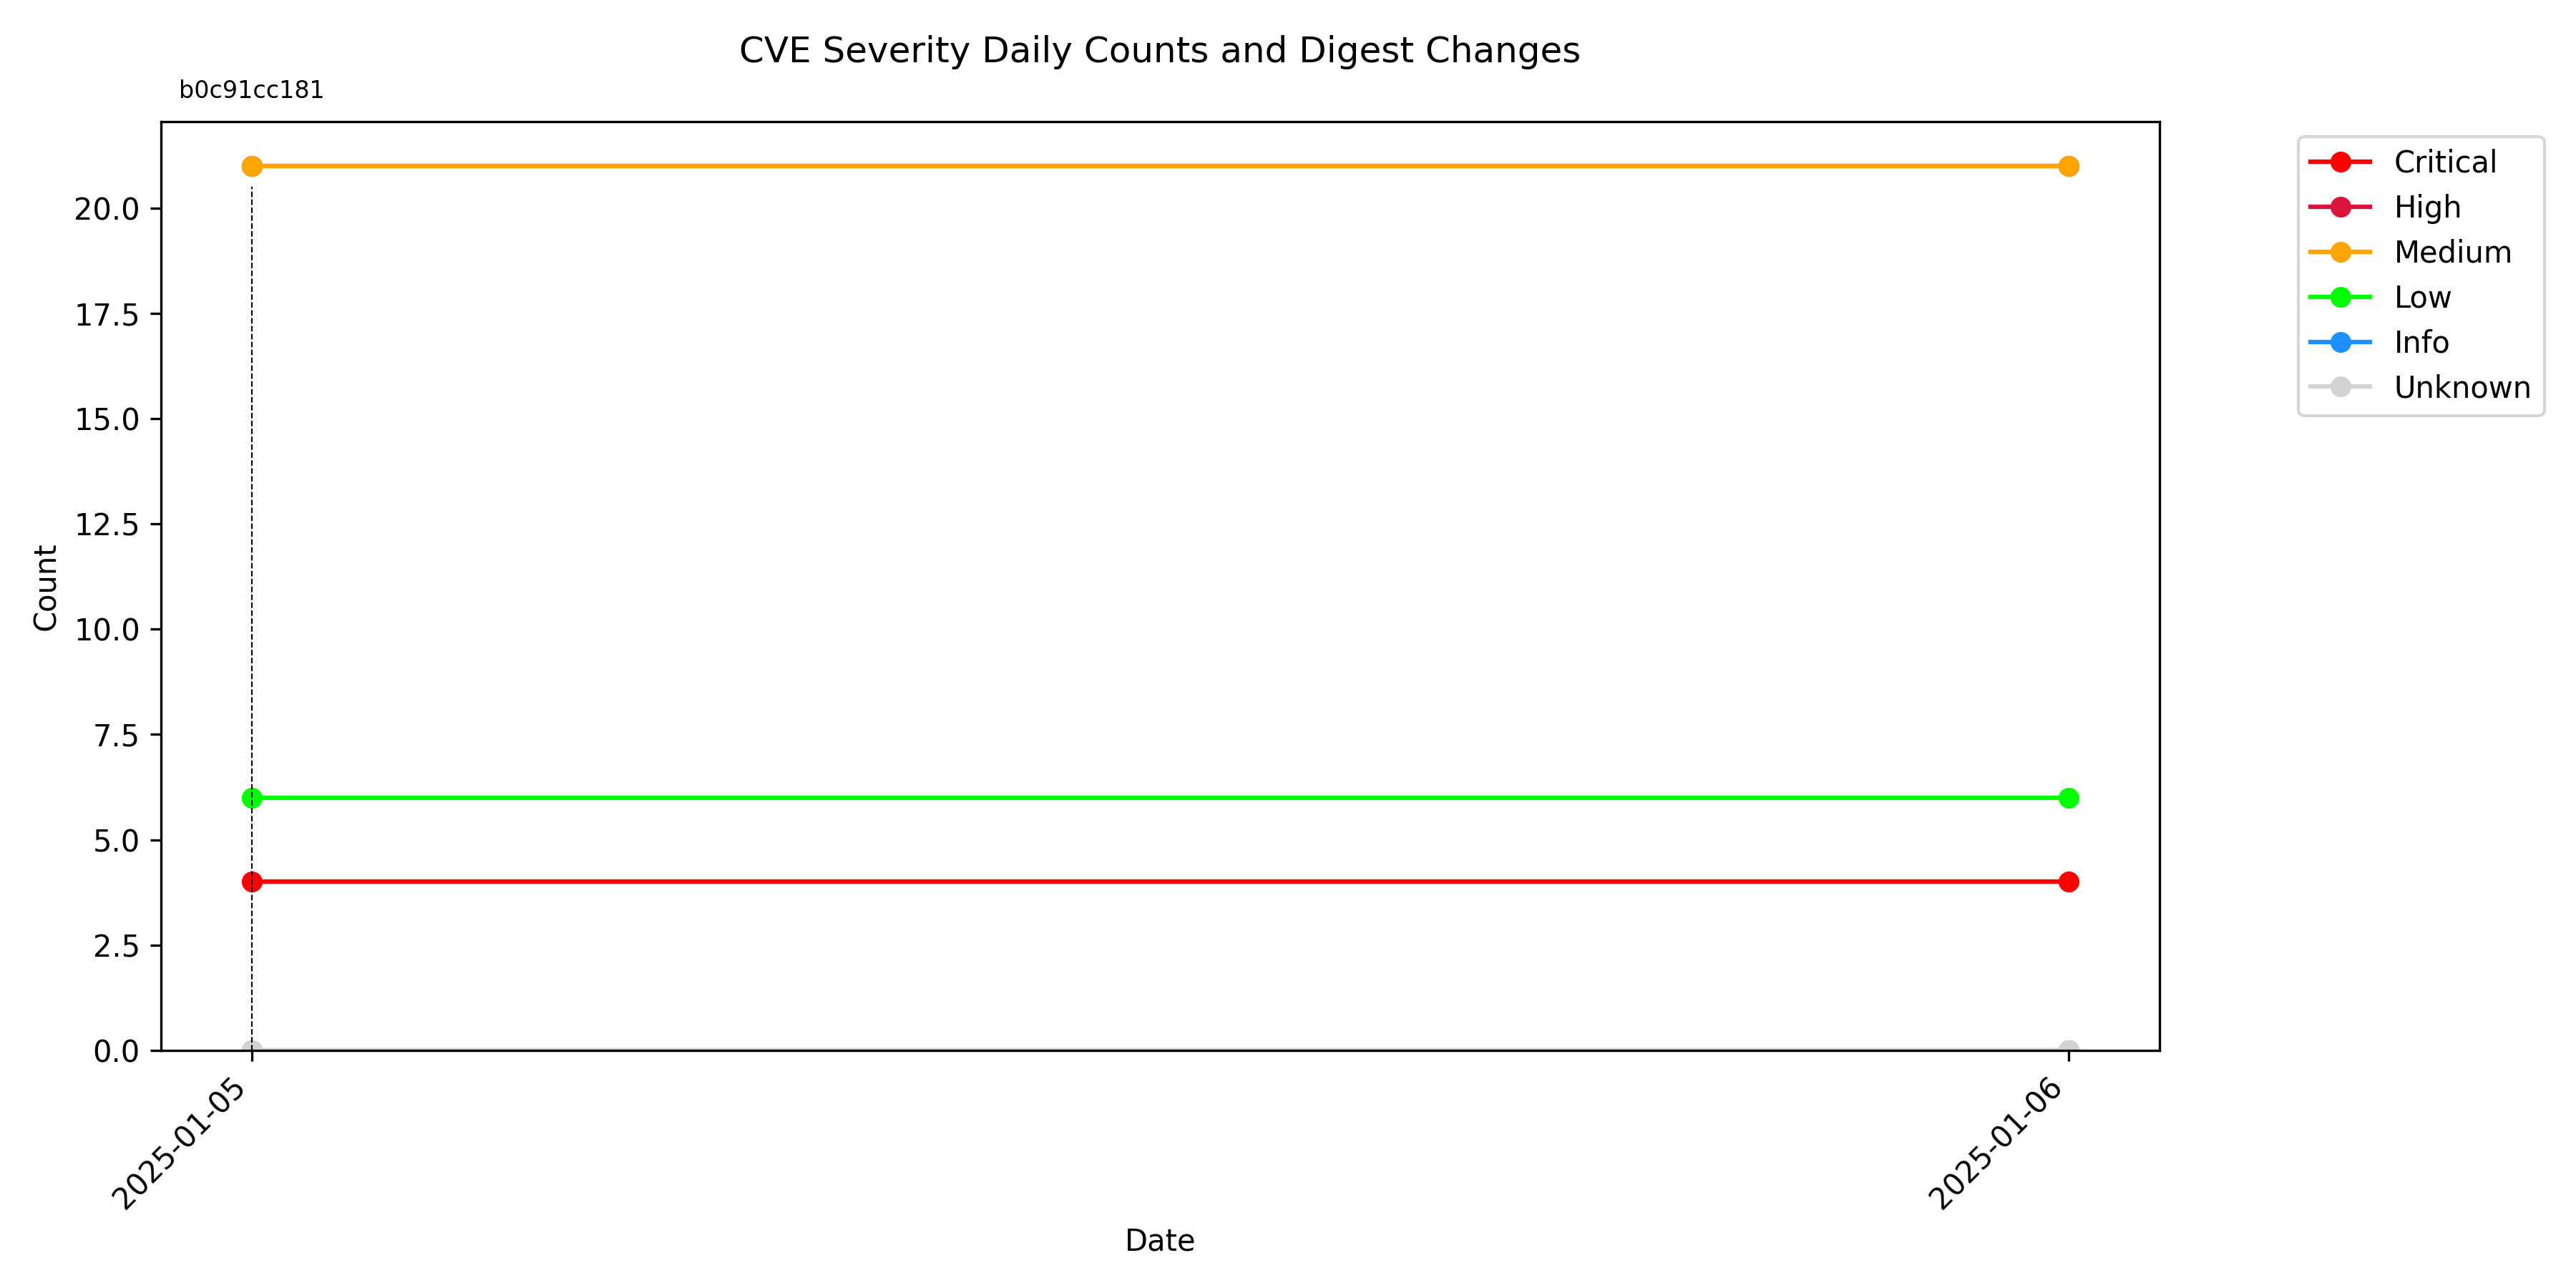 CVE Severity Daily Counts and Digest Changes
b0c91cc181
Critical
High
Medium
Low
Info
Unknown
20.0
17.5
15.0
12.5
10.0
7.5
5.0
2.5
0.0
Count
2025-01-05
2025-01-06
Date